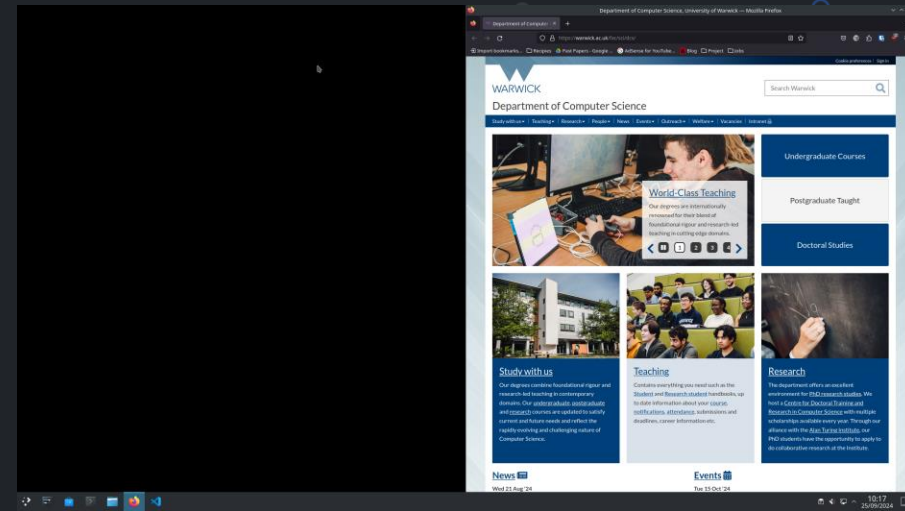 Department of Computer Science, University of Warwick — Mozilla Firefox
Department of Computer
Import bookmarks...
Recipes
Past Papers - Google ...
AdSense for YouTube...
Blog
Project
Jobs
Cookie preferences
Sign in
WARWICK
Search Warwick
Department of Computer Science
Study with us
Teaching
Research
People
News
Events
Outreach
Welfare
Vacancies
Intranet
World-Class Teaching
Our degrees are internationally
renowned for their blend of
foundational rigour and research-led
teaching in cutting edge domains.
1 2 3 4
Undergraduate Courses
Postgraduate Taught
Doctoral Studies
Study with us
Our degrees combine foundational rigour and
research-led teaching in contemporary
domains. Our undergraduate, postgraduate
and research courses are updated to satisfy
current and future needs and reflect the
rapidly evolving and challenging nature of
Computer Science.
Teaching
Contains everything you need such as the
Student and Research student handbooks, up
to date information about your course,
notifications, attendance, submissions and
deadlines, career information etc.
Research
The department offers an excellent
environment for PhD research studies. We
host a Centre for Doctoral Training and
Research in Computer Science with multiple
scholarships available every year. Through our
alliance with the Alan Turing Institute, our
PhD students have the opportunity to apply to
do collaborative research at the Institute.
News
Wed 21 Aug '24
Events
Tue 15 Oct '24
10:17
25/09/2024